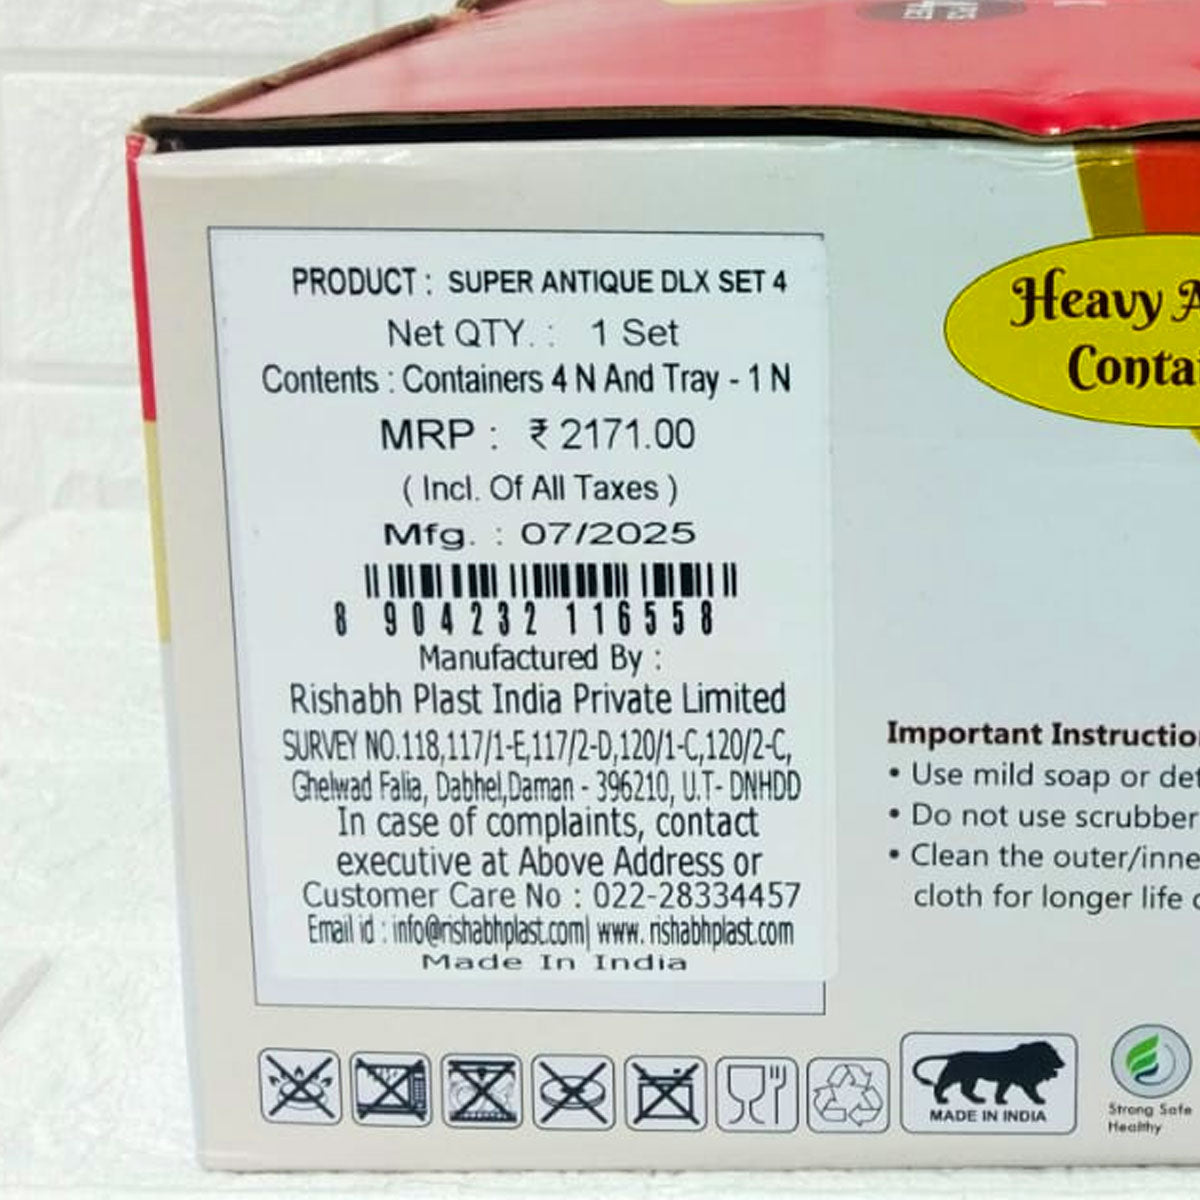 PRODUCT : SUPER ANTIQUE DLX SET 4
Net QTY. : 1 Set
Contents : Containers 4 N And Tray - 1 N
MRP : ₹ 2171.00
( Incl. Of All Taxes )
Mfg. : 07/2025
8 904232 116558
Manufactured By :
Rishabh Plast India Private Limited
SURVEY NO.118,117/1-E,117/2-D,120/1-C,120/2-C,
Ghelwad Falia, Dabhel,Daman - 396210, U.T- DNHDD
In case of complaints, contact
executive at Above Address or
Customer Care No : 022-28334457
Email id : info@rishabhplast.com| www. rishabhplast.com
Made In India
Heavy
Important
• Use mild soap or
• Do not use scrubber
• Clean the
cloth for longer life
MADE IN INDIA
Strong Safe
Healthy